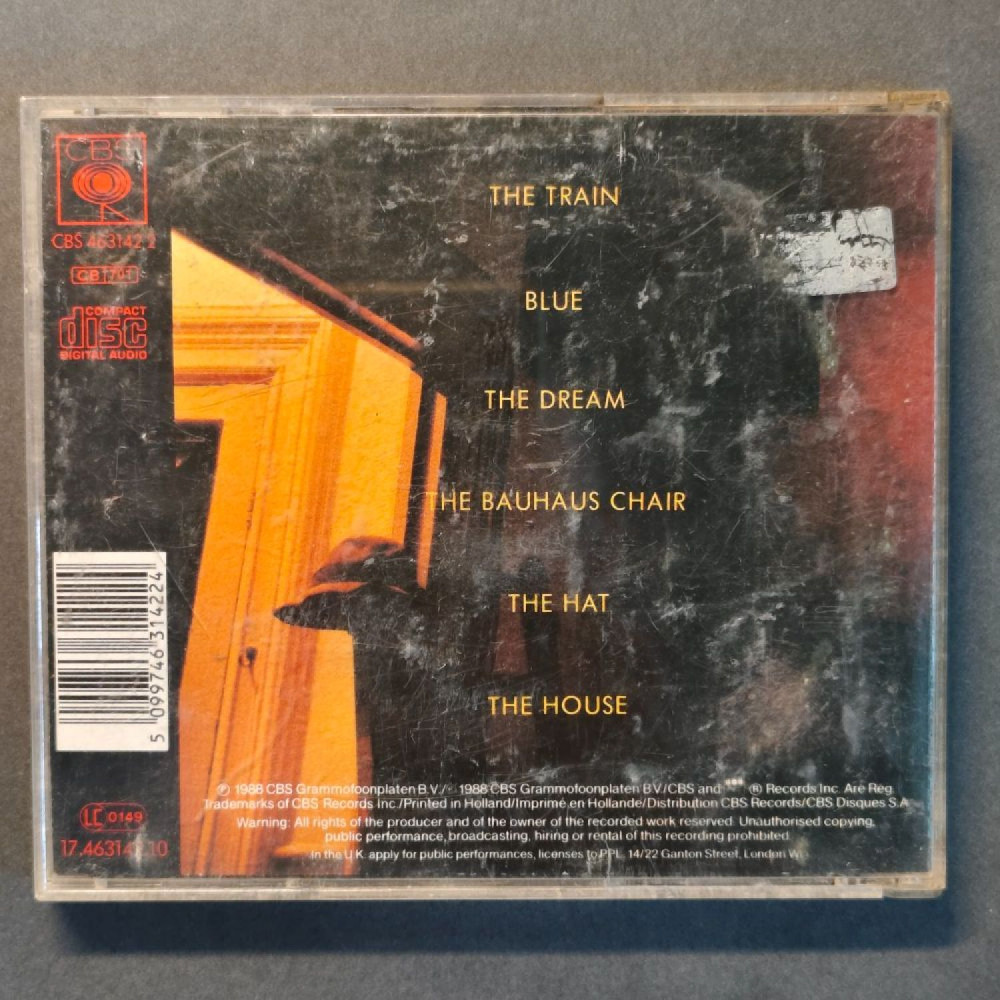 CBS
CBS 463142 2
COMPACT
disc
DIGITAL AUDIO
THE TRAIN
BLUE
THE DREAM
THE BAUHAUS CHAIR
THE HAT
THE HOUSE
5 099746 314224
LC 0149
℗ 1988 CBS Grammofoonplaten B.V./ 1988 CBS Grammofoonplaten BV/CBS and ® Records Inc. Are Reg.
Trademarks of CBS Records Inc./Printed in Holland/Imprimé en Hollande/Distribution CBS Records/CBS Disques S.A
Warning: All rights of the producer and of the owner of the recorded work reserved. Unauthorised copying,
public performance, broadcasting, hiring or rental of this recording prohibited.
In the U.K. apply for public performances, licenses to PPL. 14/22 Ganton Street, London